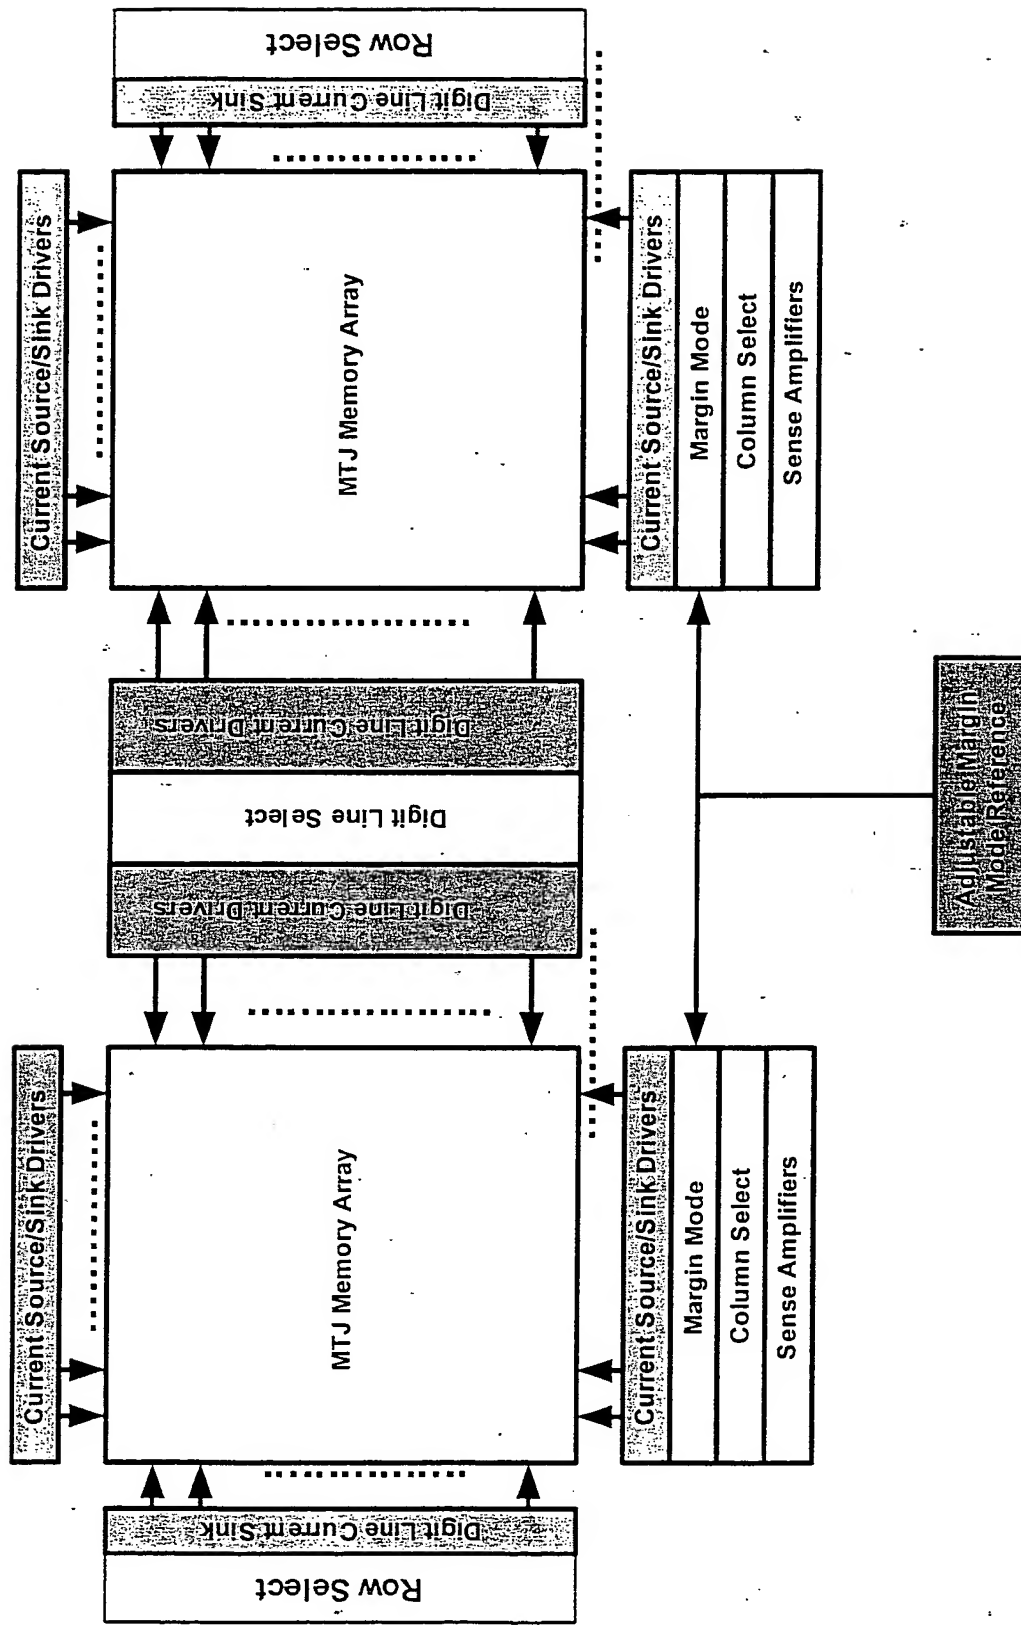 Row Select
Digit Line Current Sink
Current Source/Sink Drivers
MTJ Memory Array
Current Source/Sink Drivers
Margin Mode
Column Select
Sense Amplifiers
Digit Line Current Drivers
Digit Line Select
Digit Line Current Drivers
Current Source/Sink Drivers
MTJ Memory Array
Current Source/Sink Drivers
Margin Mode
Column Select
Sense Amplifiers
Digit Line Current Sink
Row Select
Adjustable Margin
Mode Reference